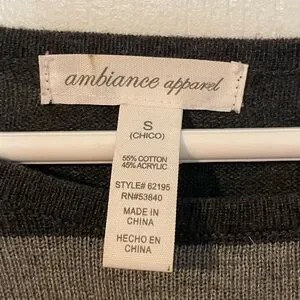 ambiance apparel
S
(CHICO)
55% COTTON
45% ACRYLIC
STYLE# 62195
RN#53840
MADE IN
CHINA
HECHO EN
CHINA